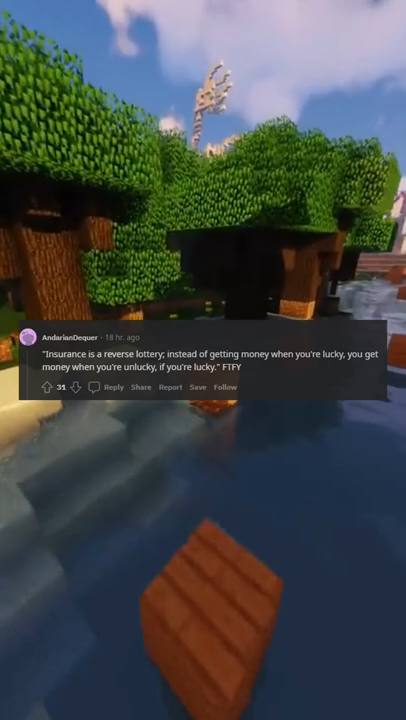 AndarianDequer · 18 hr. ago
"Insurance is a reverse lottery; instead of getting money when you're lucky, you get
money when you're unlucky, if you're lucky." FTFY
31 Reply Share Report Save Follow